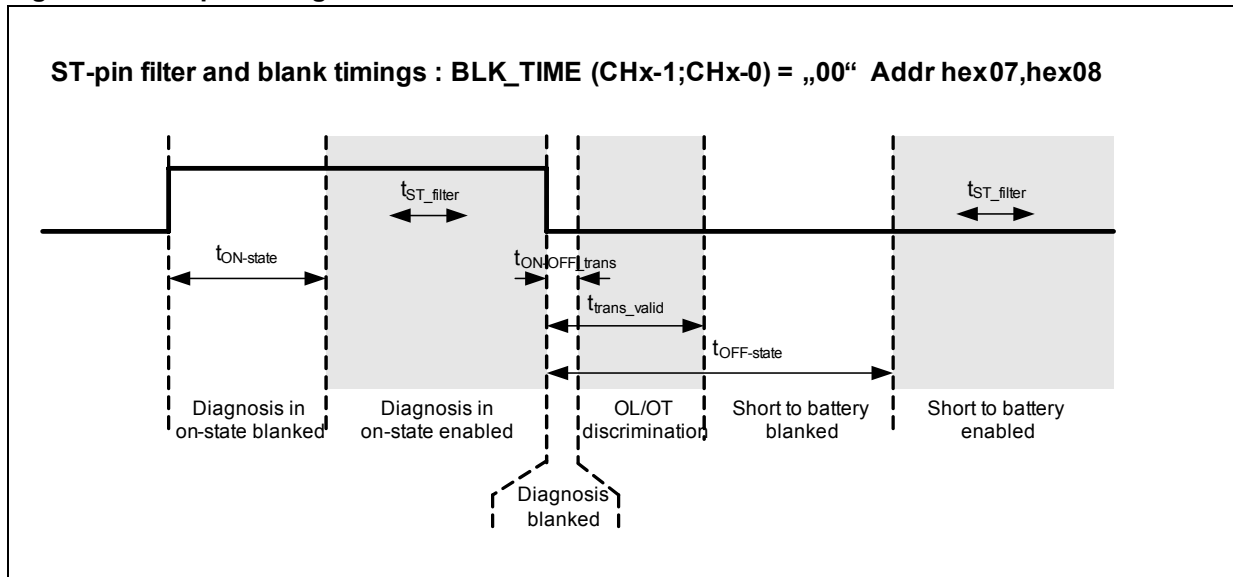 ST-pin filter and blank timings : BLK_TIME (CHx-1;CHx-0) = „00“ Addr hex07,hex08
tST_filter
tST_filter
tON-state
tON-OFF_trans
ttrans_valid
tOFF-state
Diagnosis in
on-state blanked
Diagnosis in
on-state enabled
OL/OT
discrimination
Short to battery
blanked
Short to battery
enabled
Diagnosis
blanked